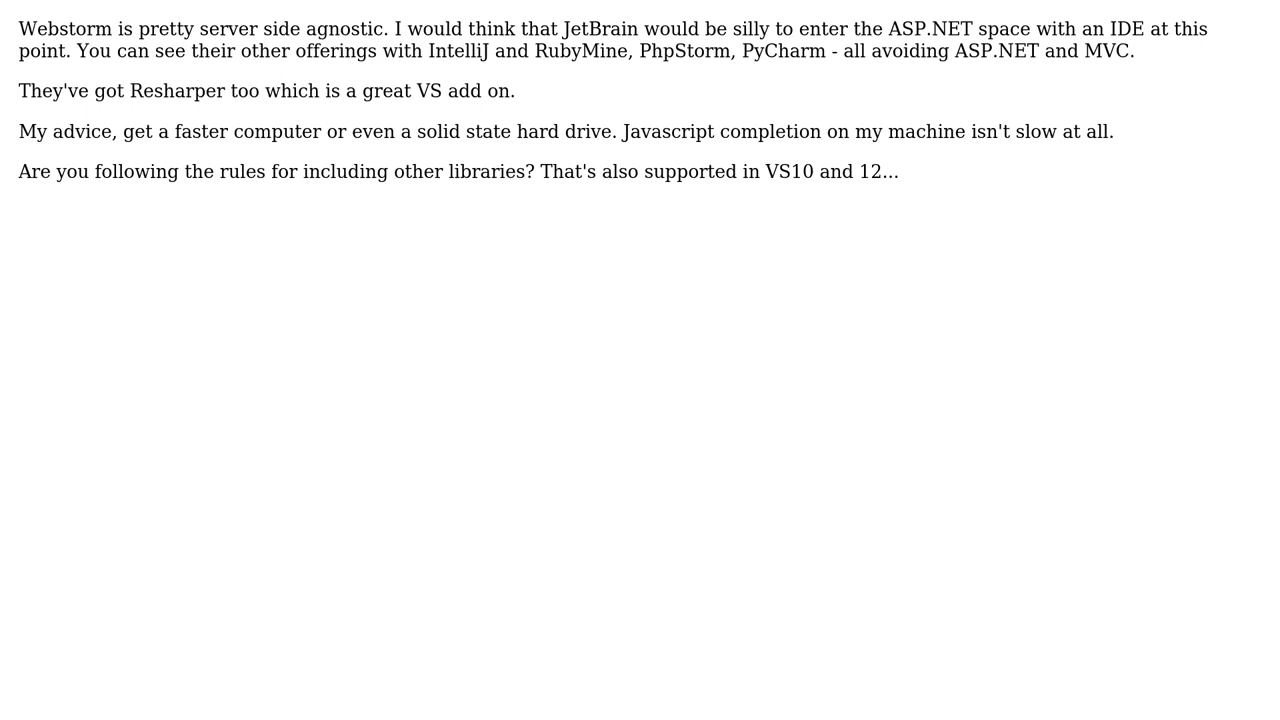 Webstorm is pretty server side agnostic. I would think that JetBrain would be silly to enter the ASP.NET space with an IDE at this
point. You can see their other offerings with IntelliJ and RubyMine, PhpStorm, PyCharm - all avoiding ASP.NET and MVC.
They've got Resharper too which is a great VS add on.
My advice, get a faster computer or even a solid state hard drive. Javascript completion on my machine isn't slow at all.
Are you following the rules for including other libraries? That's also supported in VS10 and 12...